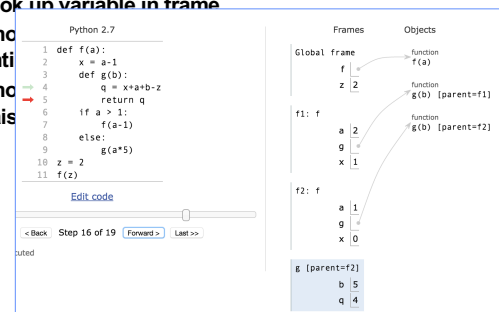 ok up variable in frame
Python 2.7
1 def f(a):
2 x = a-1
3 def g(b):
4 q = x+a+b-z
5 return q
6 if a > 1:
7 f(a-1)
8 else:
9 g(a*5)
10 z = 2
11 f(z)
Edit code
< Back Step 16 of 19 Forward > Last >>
cuted
Frames Objects
Global frame
f
z 2
function
f(a)
function
g(b) [parent=f1]
function
g(b) [parent=f2]
f1: f
a 2
g
x 1
f2: f
a 1
g
x 0
g [parent=f2]
b 5
q 4